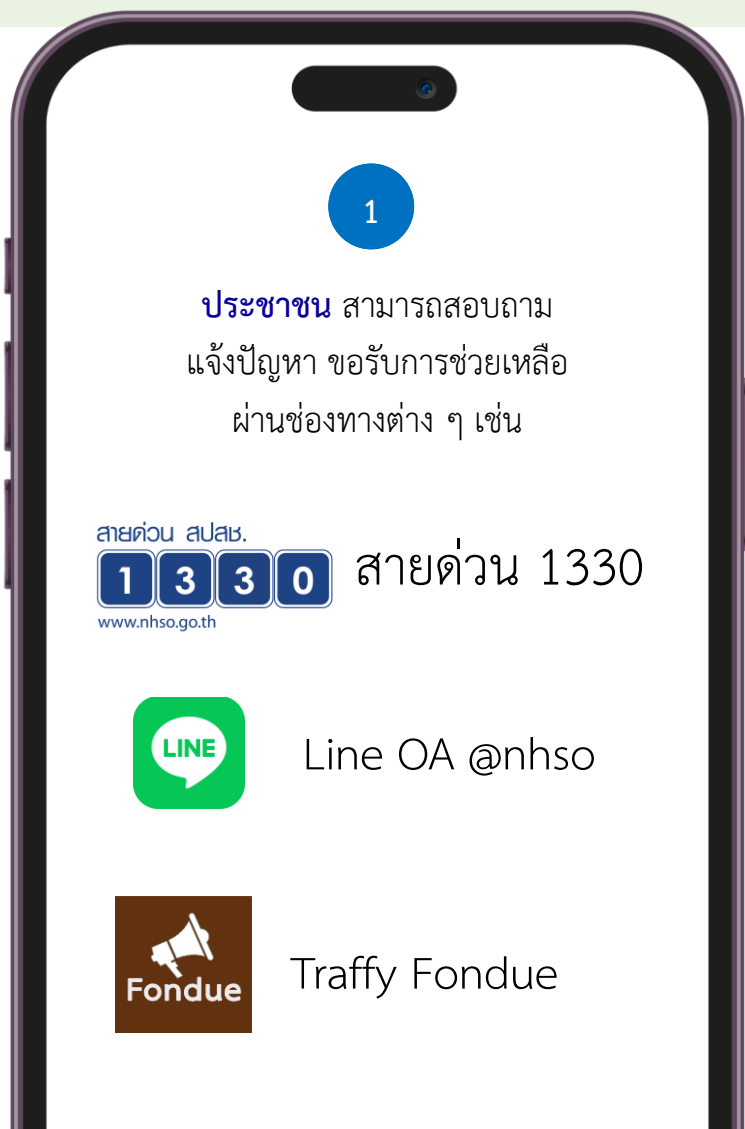 1
ประชาชน สามารถสอบถาม
แจ้งปัญหา ขอรับการช่วยเหลือ
ผ่านช่องทางต่าง ๆ เช่น
สายด่วน สปสช.
1 3 3 0
www.nhso.go.th
สายด่วน 1330
LINE
Line OA @nhso
Fondue
Traffy Fondue